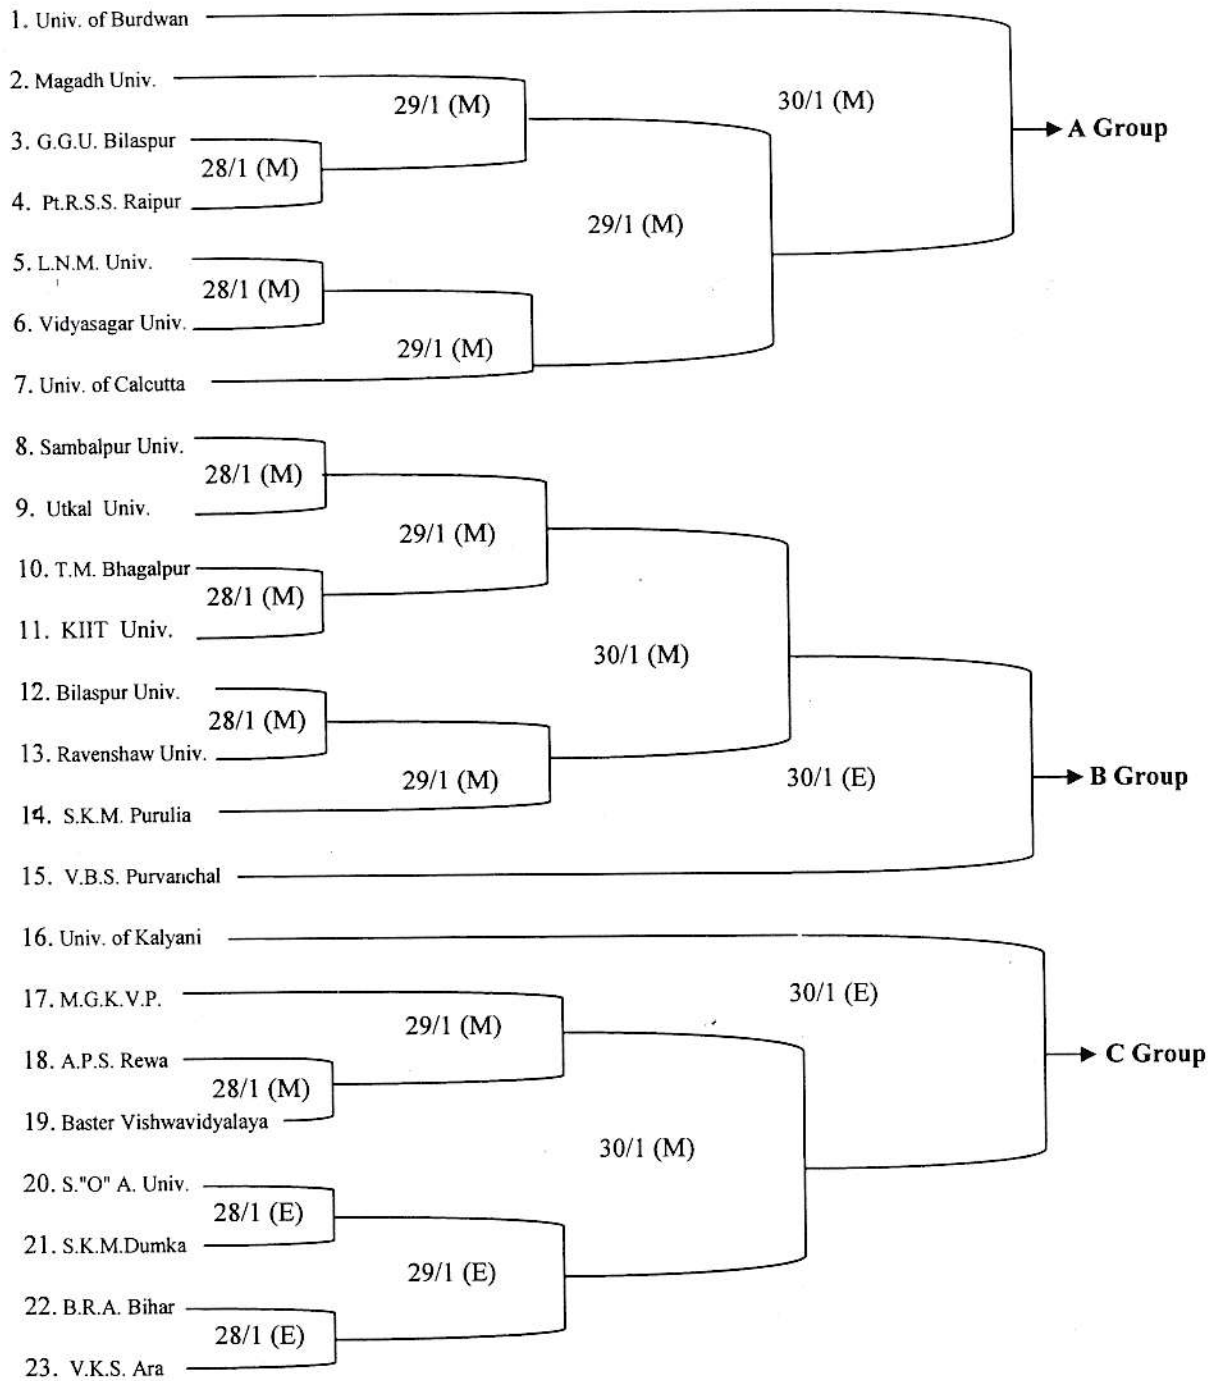 1. Univ. of Burdwan
30/1 (M)
2. Magadh Univ.
29/1 (M)
A Group
3. G.G.U. Bilaspur
28/1 (M)
4. Pt.R.S.S. Raipur
29/1 (M)
5. L.N.M. Univ.
28/1 (M)
6. Vidyasagar Univ.
29/1 (M)
7. Univ. of Calcutta
8. Sambalpur Univ.
28/1 (M)
9. Utkal Univ.
29/1 (M)
10. T.M. Bhagalpur
28/1 (M)
11. KIIT Univ.
30/1 (M)
12. Bilaspur Univ.
28/1 (M)
13. Ravenshaw Univ.
29/1 (M)
30/1 (E)
B Group
14. S.K.M. Purulia
15. V.B.S. Purvanchal
16. Univ. of Kalyani
30/1 (E)
17. M.G.K.V.P.
29/1 (M)
C Group
18. A.P.S. Rewa
28/1 (M)
19. Baster Vishwavidyalaya
30/1 (M)
20. S."O" A. Univ.
28/1 (E)
21. S.K.M.Dumka
29/1 (E)
22. B.R.A. Bihar
28/1 (E)
23. V.K.S. Ara